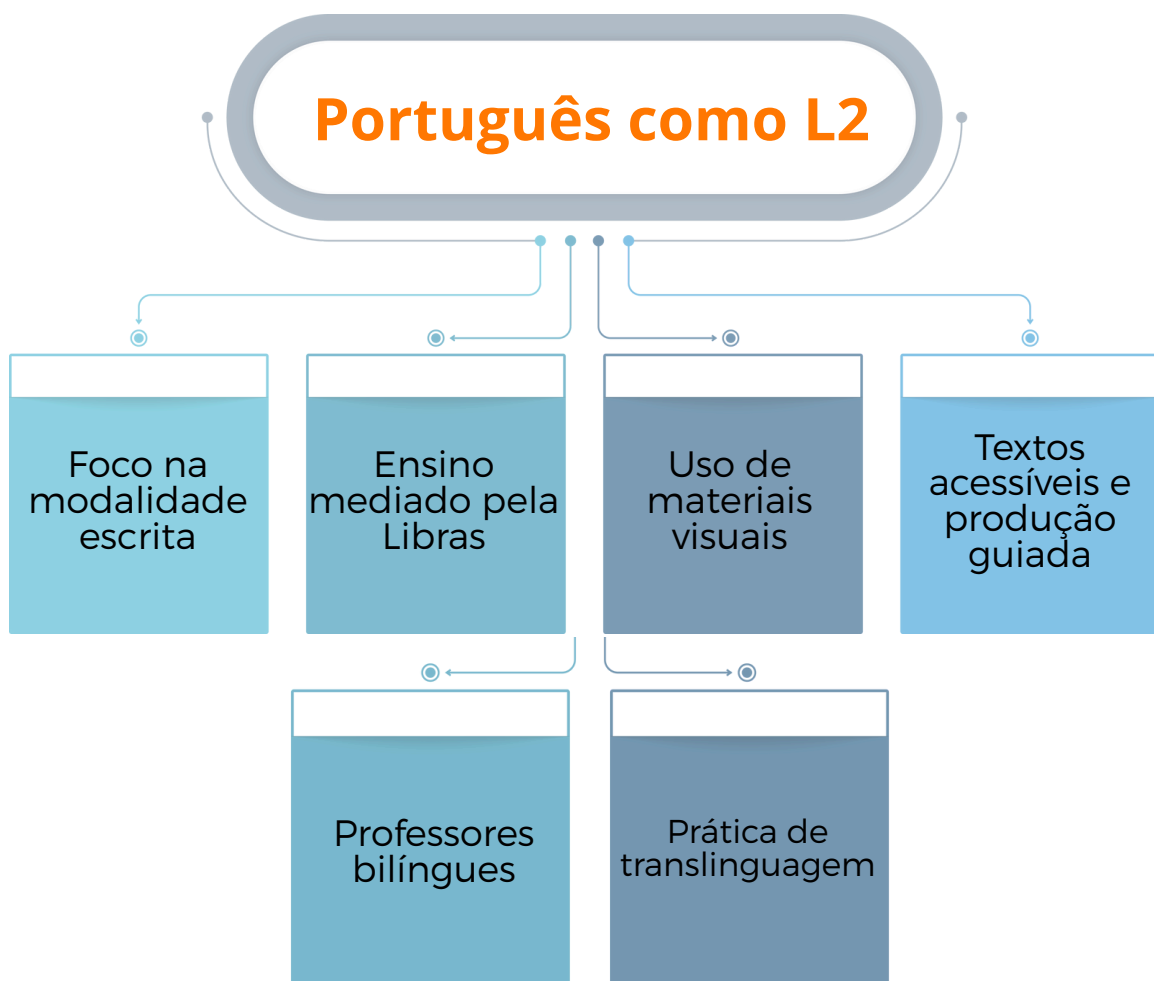 Português como L2
Foco na
modalidade
escrita
Ensino
mediado pela
Libras
Uso de
materiais
visuais
Textos
acessíveis e
produção
guiada
Professores
bilíngues
Prática de
translinguagem